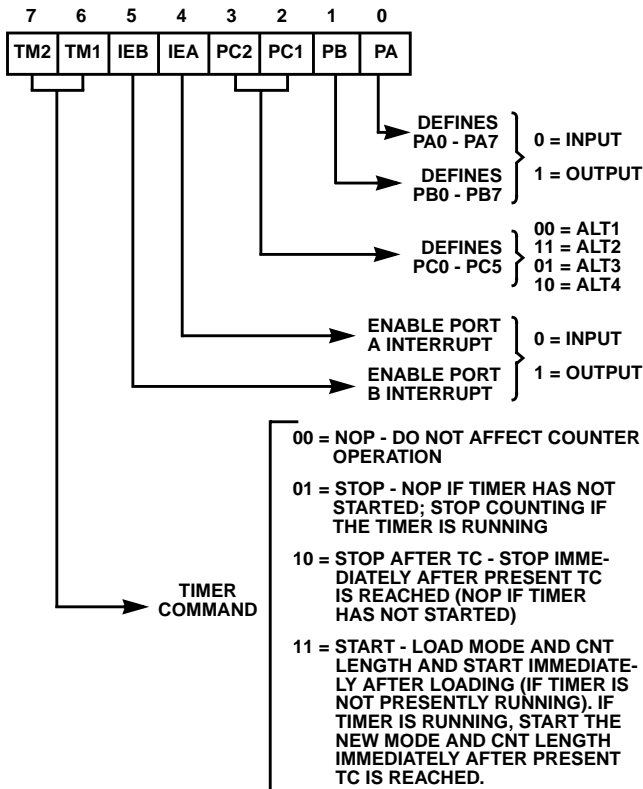 7 6 5 4 3 2 1 0
TM2 TM1 IEB IEA PC2 PC1 PB PA
DEFINES
PA0 - PA7
0 = INPUT
1 = OUTPUT
DEFINES
PB0 - PB7
DEFINES
PC0 - PC5
00 = ALT1
11 = ALT2
01 = ALT3
10 = ALT4
ENABLE PORT
A INTERRUPT
0 = INPUT
1 = OUTPUT
ENABLE PORT
B INTERRUPT
TIMER
COMMAND
00 = NOP - DO NOT AFFECT COUNTER
OPERATION
01 = STOP - NOP IF TIMER HAS NOT
STARTED; STOP COUNTING IF
THE TIMER IS RUNNING
10 = STOP AFTER TC - STOP IMME-
DIATELY AFTER PRESENT TC
IS REACHED (NOP IF TIMER
HAS NOT STARTED)
11 = START - LOAD MODE AND CNT
LENGTH AND START IMMEDIATE-
LY AFTER LOADING (IF TIMER IS
NOT PRESENTLY RUNNING). IF
TIMER IS RUNNING, START THE
NEW MODE AND CNT LENGTH
IMMEDIATELY AFTER PRESENT
TC IS REACHED.